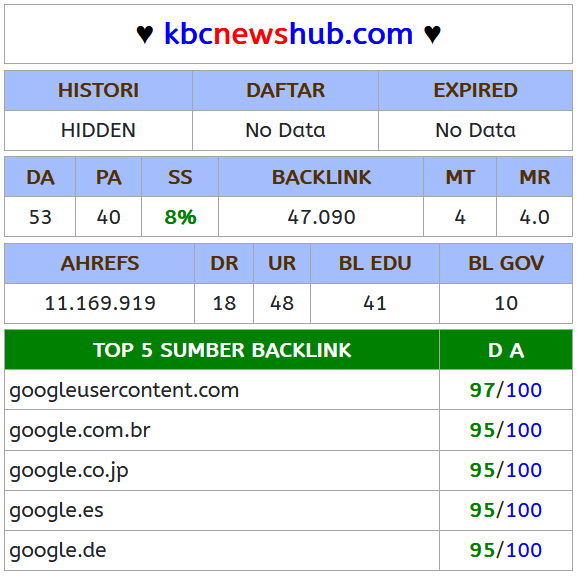 ♥ kbcnewshub.com ♥
HISTORI DAFTAR EXPIRED
HIDDEN No Data No Data
DA PA SS BACKLINK MT MR
53 40 8% 47.090 4 4.0
AHREFS DR UR BL EDU BL GOV
11.169.919 18 48 41 10
TOP 5 SUMBER BACKLINK D A
googleusercontent.com 97/100
google.com.br 95/100
google.co.jp 95/100
google.es 95/100
google.de 95/100